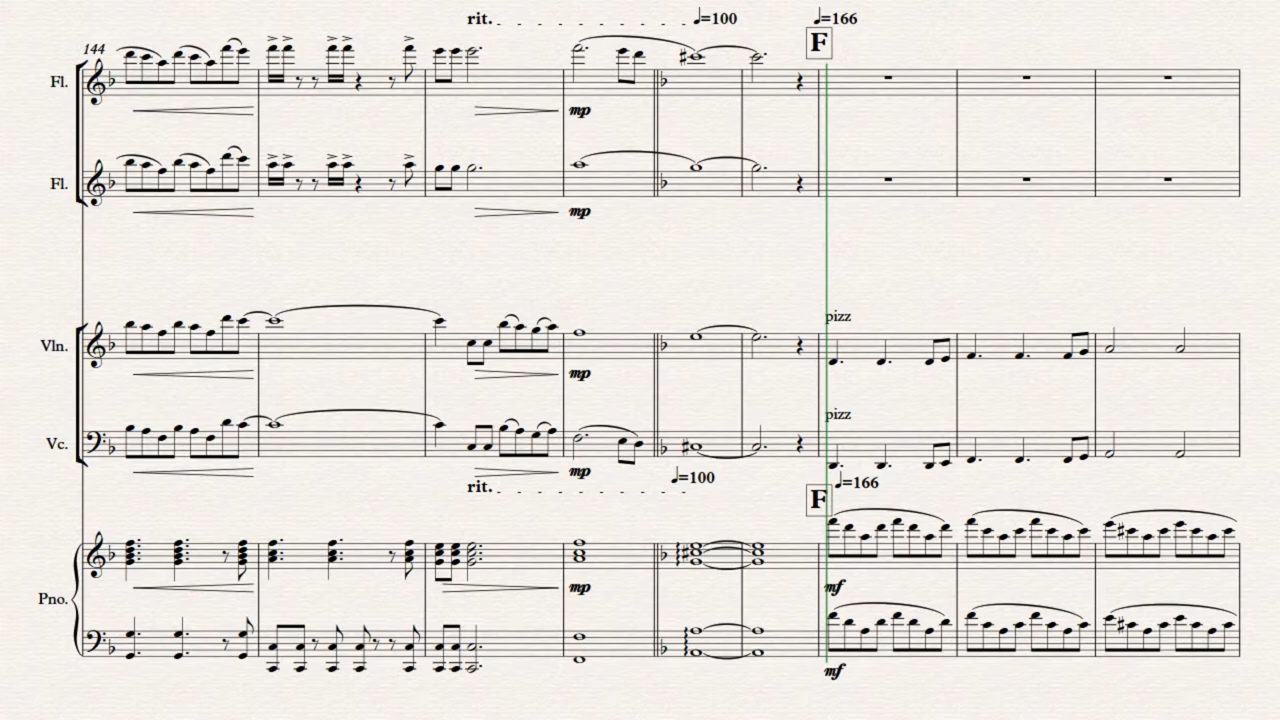 rit. ♩=100 ♩=166
F
144
Fl.
mp
Fl.
mp
pizz
Vln.
mp
pizz
Vc.
mp
rit. ♩=100 ♩=166
F
mf
mp
Pno.
mf